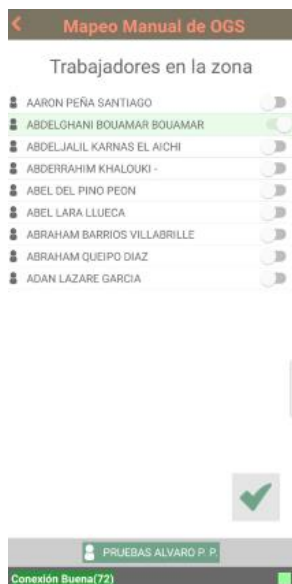 Mapeo Manual de OGS
Trabajadores en la zona
AARON PEÑA SANTIAGO
ABDELGHANI BOUAMAR BOUAMAR
ABDELJALIL KARNAS EL AICHI
ABDERRAHIM KHALOUKI -
ABEL DEL PINO PEON
ABEL LARA LLUECA
ABRAHAM BARRIOS VILLABRILLE
ABRAHAM QUEIPO DIAZ
ADAN LAZARE GARCIA
PRUEBAS ALVARO P. P.
Conexión Buena(72)